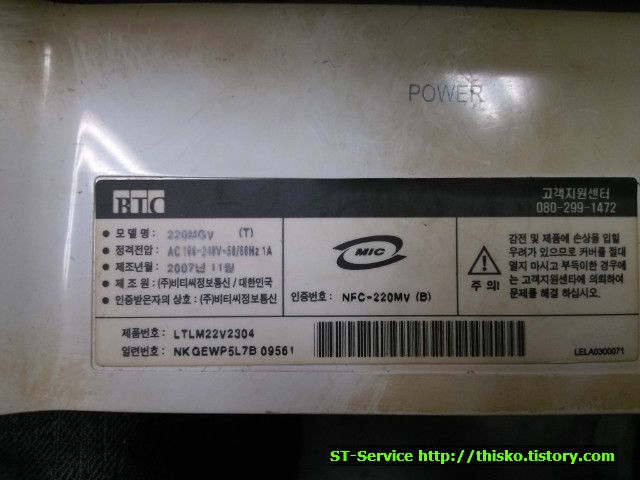 POWER
BTC
고객지원센터
080-299-1472
● 모 델 명 : 220MGV (T)
● 정격전압 : AC 100-240V~50/60Hz 1A
● 제조년월 : 2007년 11월
● 제 조 원 : (주)비티씨정보통신 / 대한민국
● 인증받은자의 상호 : (주)비티씨정보통신
MIC
인증번호 : NFC-220MV (B)
주 의!
감전 및 제품에 손상을 입힐
우려가 있으므로 커버를 절대
열지 마시고 부득이한 경우에
는 고객지원센타에 의뢰하여
문제를 해결 하십시오.
제품번호 : LTLM22V2304
일련번호 : NKGEWP5L7B 09561
LELA0300071
ST-Service http://thisko.tistory.com